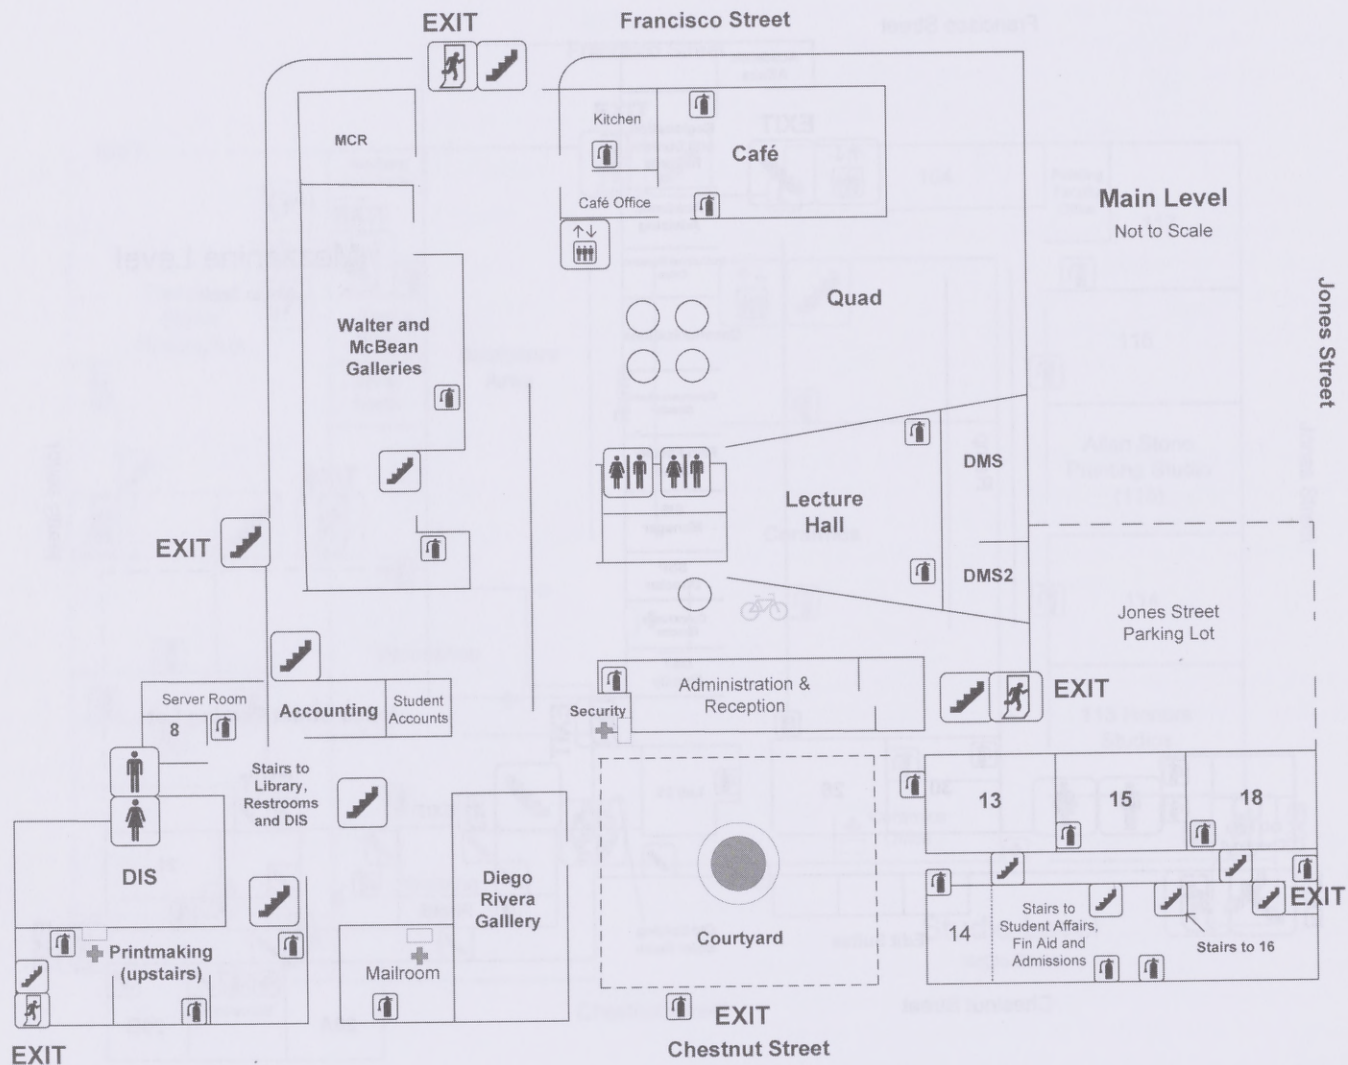 EXIT
Francisco Street
MCR
Kitchen
Café
Café Office
Main Level
Not to Scale
Quad
Jones Street
Walter and
McBean
Galleries
DMS
Lecture
Hall
EXIT
DMS2
Jones Street
Parking Lot
Server Room
8
Accounting
Student
Accounts
Security
Administration &
Reception
EXIT
Stairs to
Library,
Restrooms
and DIS
13
15
18
DIS
Diego
Rivera
Galllery
EXIT
Courtyard
14
Stairs to
Student Affairs,
Fin Aid and
Admissions
Stairs to 16
Printmaking
(upstairs)
Mailroom
EXIT
EXIT
Chestnut Street